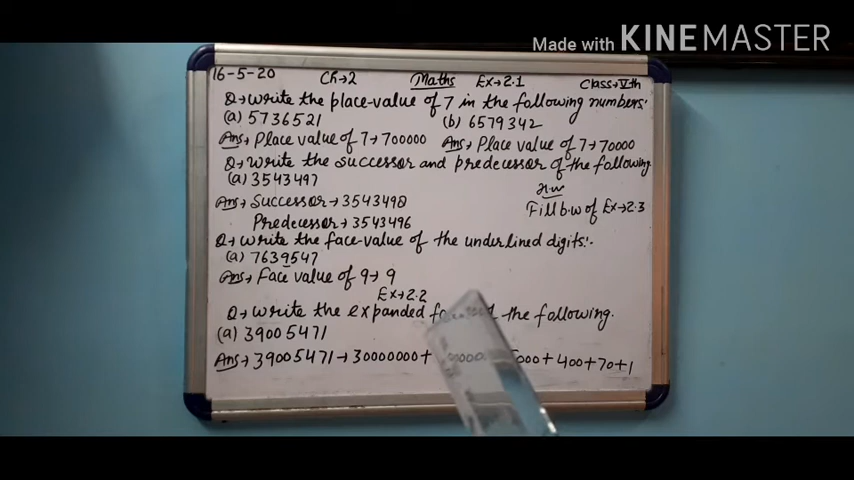 Made with KINEMASTER
16-5-20 Ch→2 Maths Ex→2.1 Class→Vth
Q→ Write the place-value of 7 in the following numbers:
(a) 5736521 (b) 6579342
Ans→ Place value of 7→700000 Ans→ Place value of 7→70000
Q→ Write the successor and predecessor of the following.
(a) 3543497
H.W
Ans→ Successor→3543498 Fill b.w of Ex→2.3
Predecessor→3543496
Q→ Write the face-value of the underlined digits:-
(a) 7639547
Ans→ Face value of 9→9
Ex→2.2
Q→ Write the expanded the following.
(a) 39005471
Ans→ 39005471→30000000+ +400+70+1